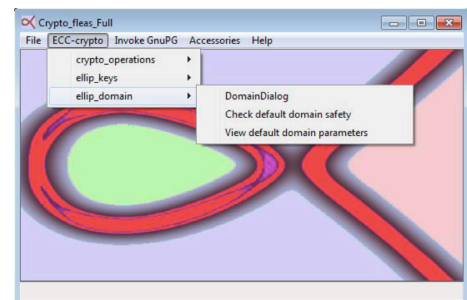 Crypto_fleas_Full
File ECC-crypto Invoke GnuPG Accessories Help
crypto_operations
ellip_keys
ellip_domain
DomainDialog
Check default domain safety
View default domain parameters